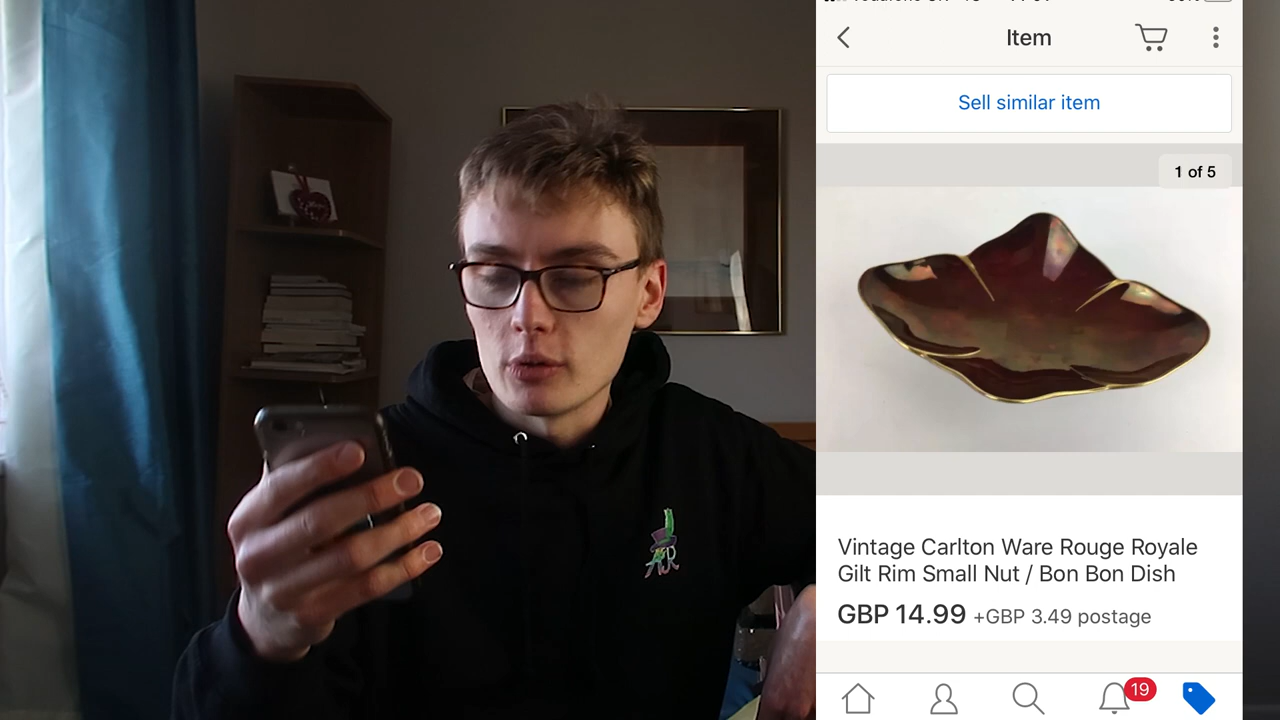 Item
Sell similar item
1 of 5
Vintage Carlton Ware Rouge Royale
Gilt Rim Small Nut / Bon Bon Dish
GBP 14.99 +GBP 3.49 postage
19
AJR